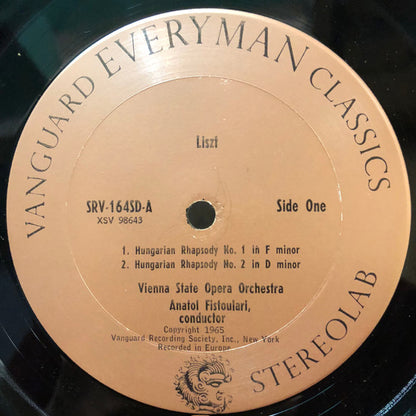 VANGUARD EVERYMAN CLASSICS
Liszt
SRV-164SD-A Side One
XSV 98643
1. Hungarian Rhapsody No. 1 in F minor
2. Hungarian Rhapsody No. 2 in D minor
Vienna State Opera Orchestra
Anatol Fistoulari,
conductor
Copyright 1965
Vanguard Recording Society, Inc., New York
Recorded in Europe
STEREOLAB